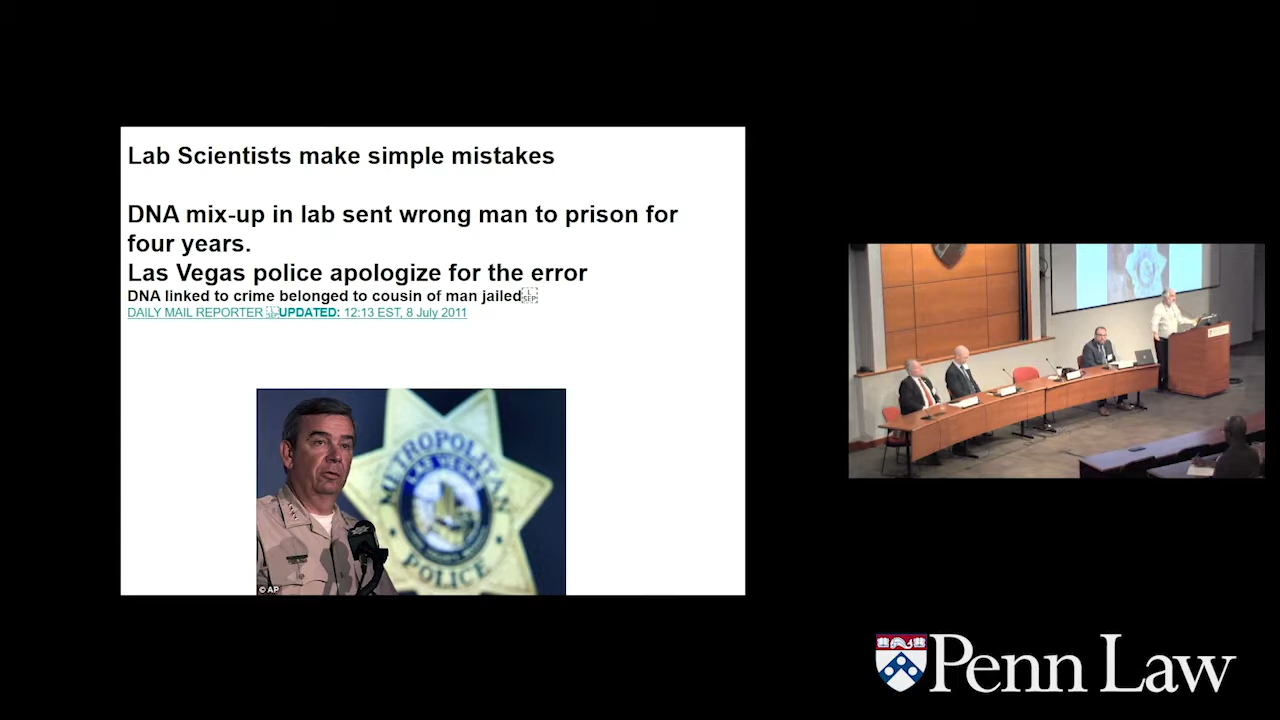 Lab Scientists make simple mistakes
DNA mix-up in lab sent wrong man to prison for
four years.
Las Vegas police apologize for the error
DNA linked to crime belonged to cousin of man jailed
DAILY MAIL REPORTER UPDATED: 12:13 EST, 8 July 2011
METROPOLITAN
LAS VEGAS
POLICE
© AP
Penn Law